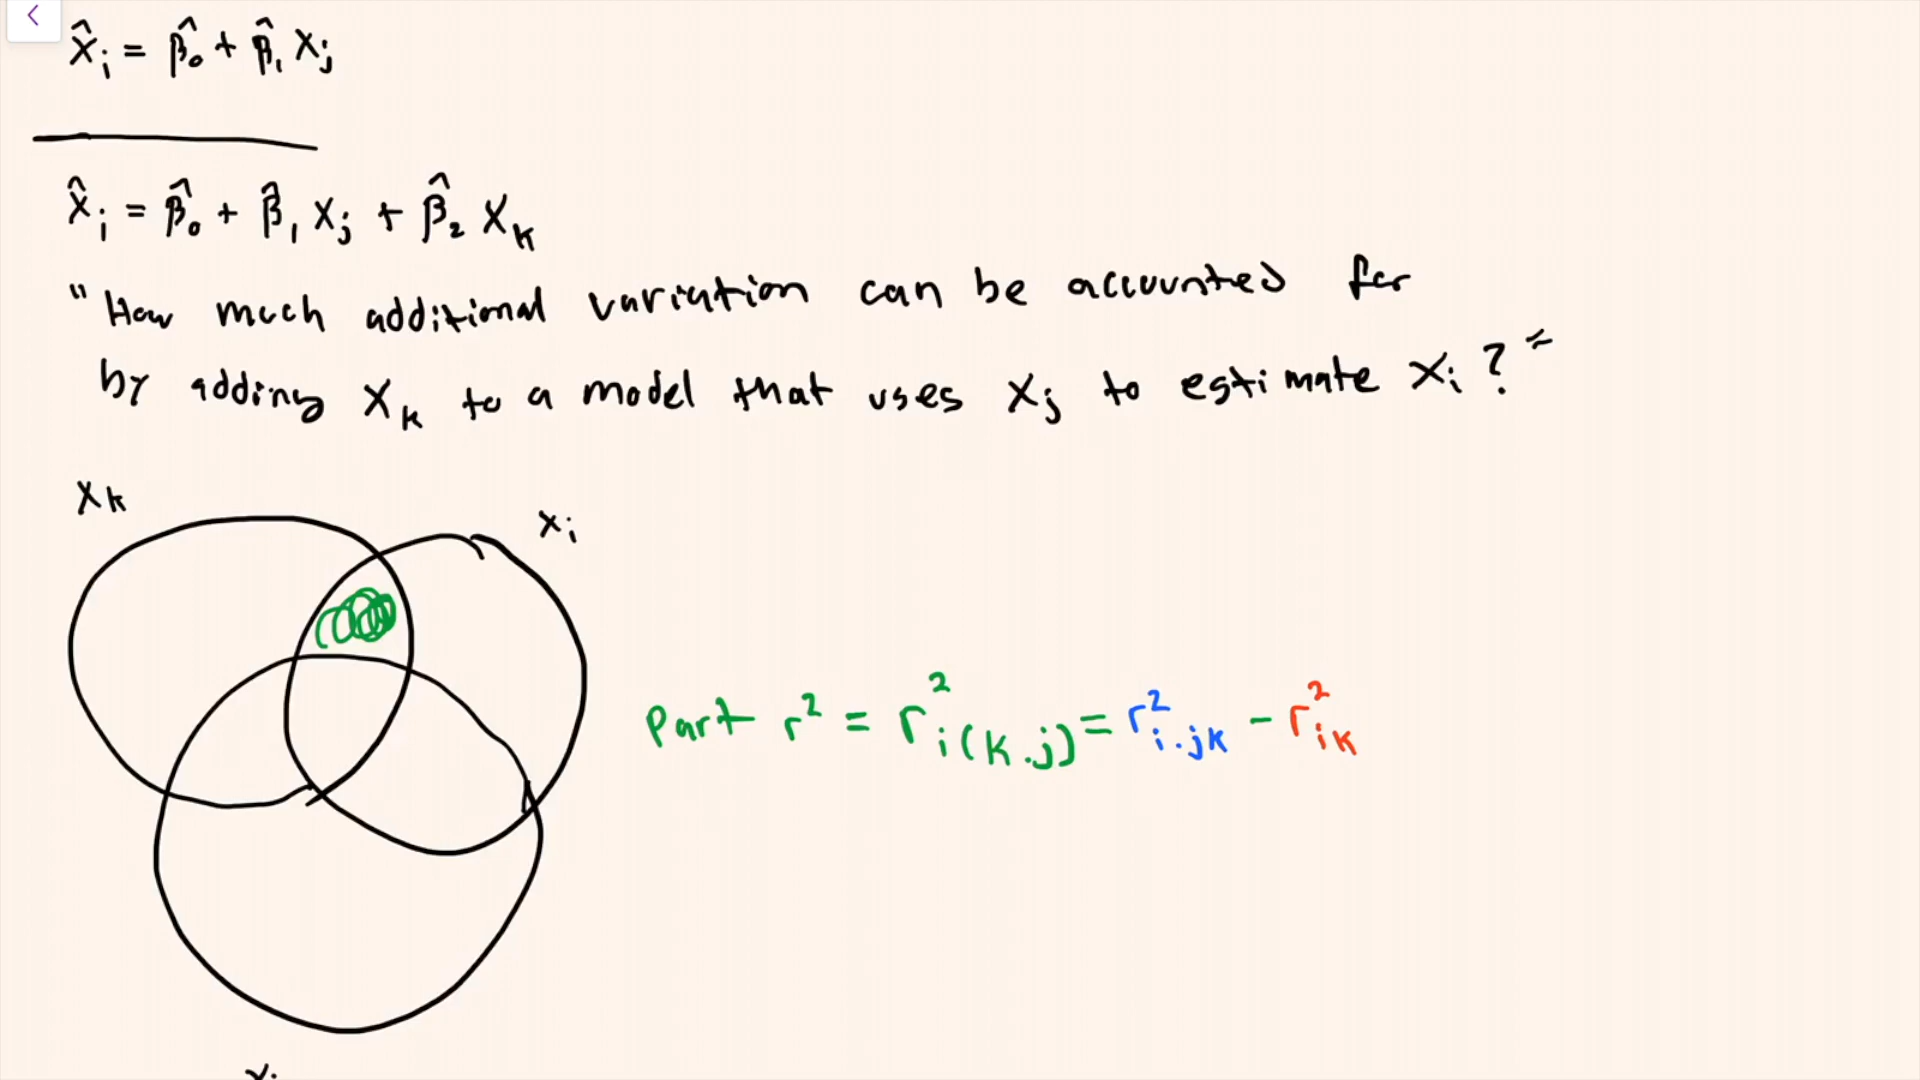 x̂ᵢ = β̂₀ + β̂₁ xⱼ
x̂ᵢ = β̂₀ + β̂₁ xⱼ + β̂₂ xₖ
"How much additional variation can be accounted for
by adding xₖ to a model that uses xⱼ to estimate xᵢ?"
xₖ
xᵢ
Part r² = r²ᵢ₍ₖ.ⱼ₎ = r²ᵢ.ⱼₖ - r²ᵢₖ